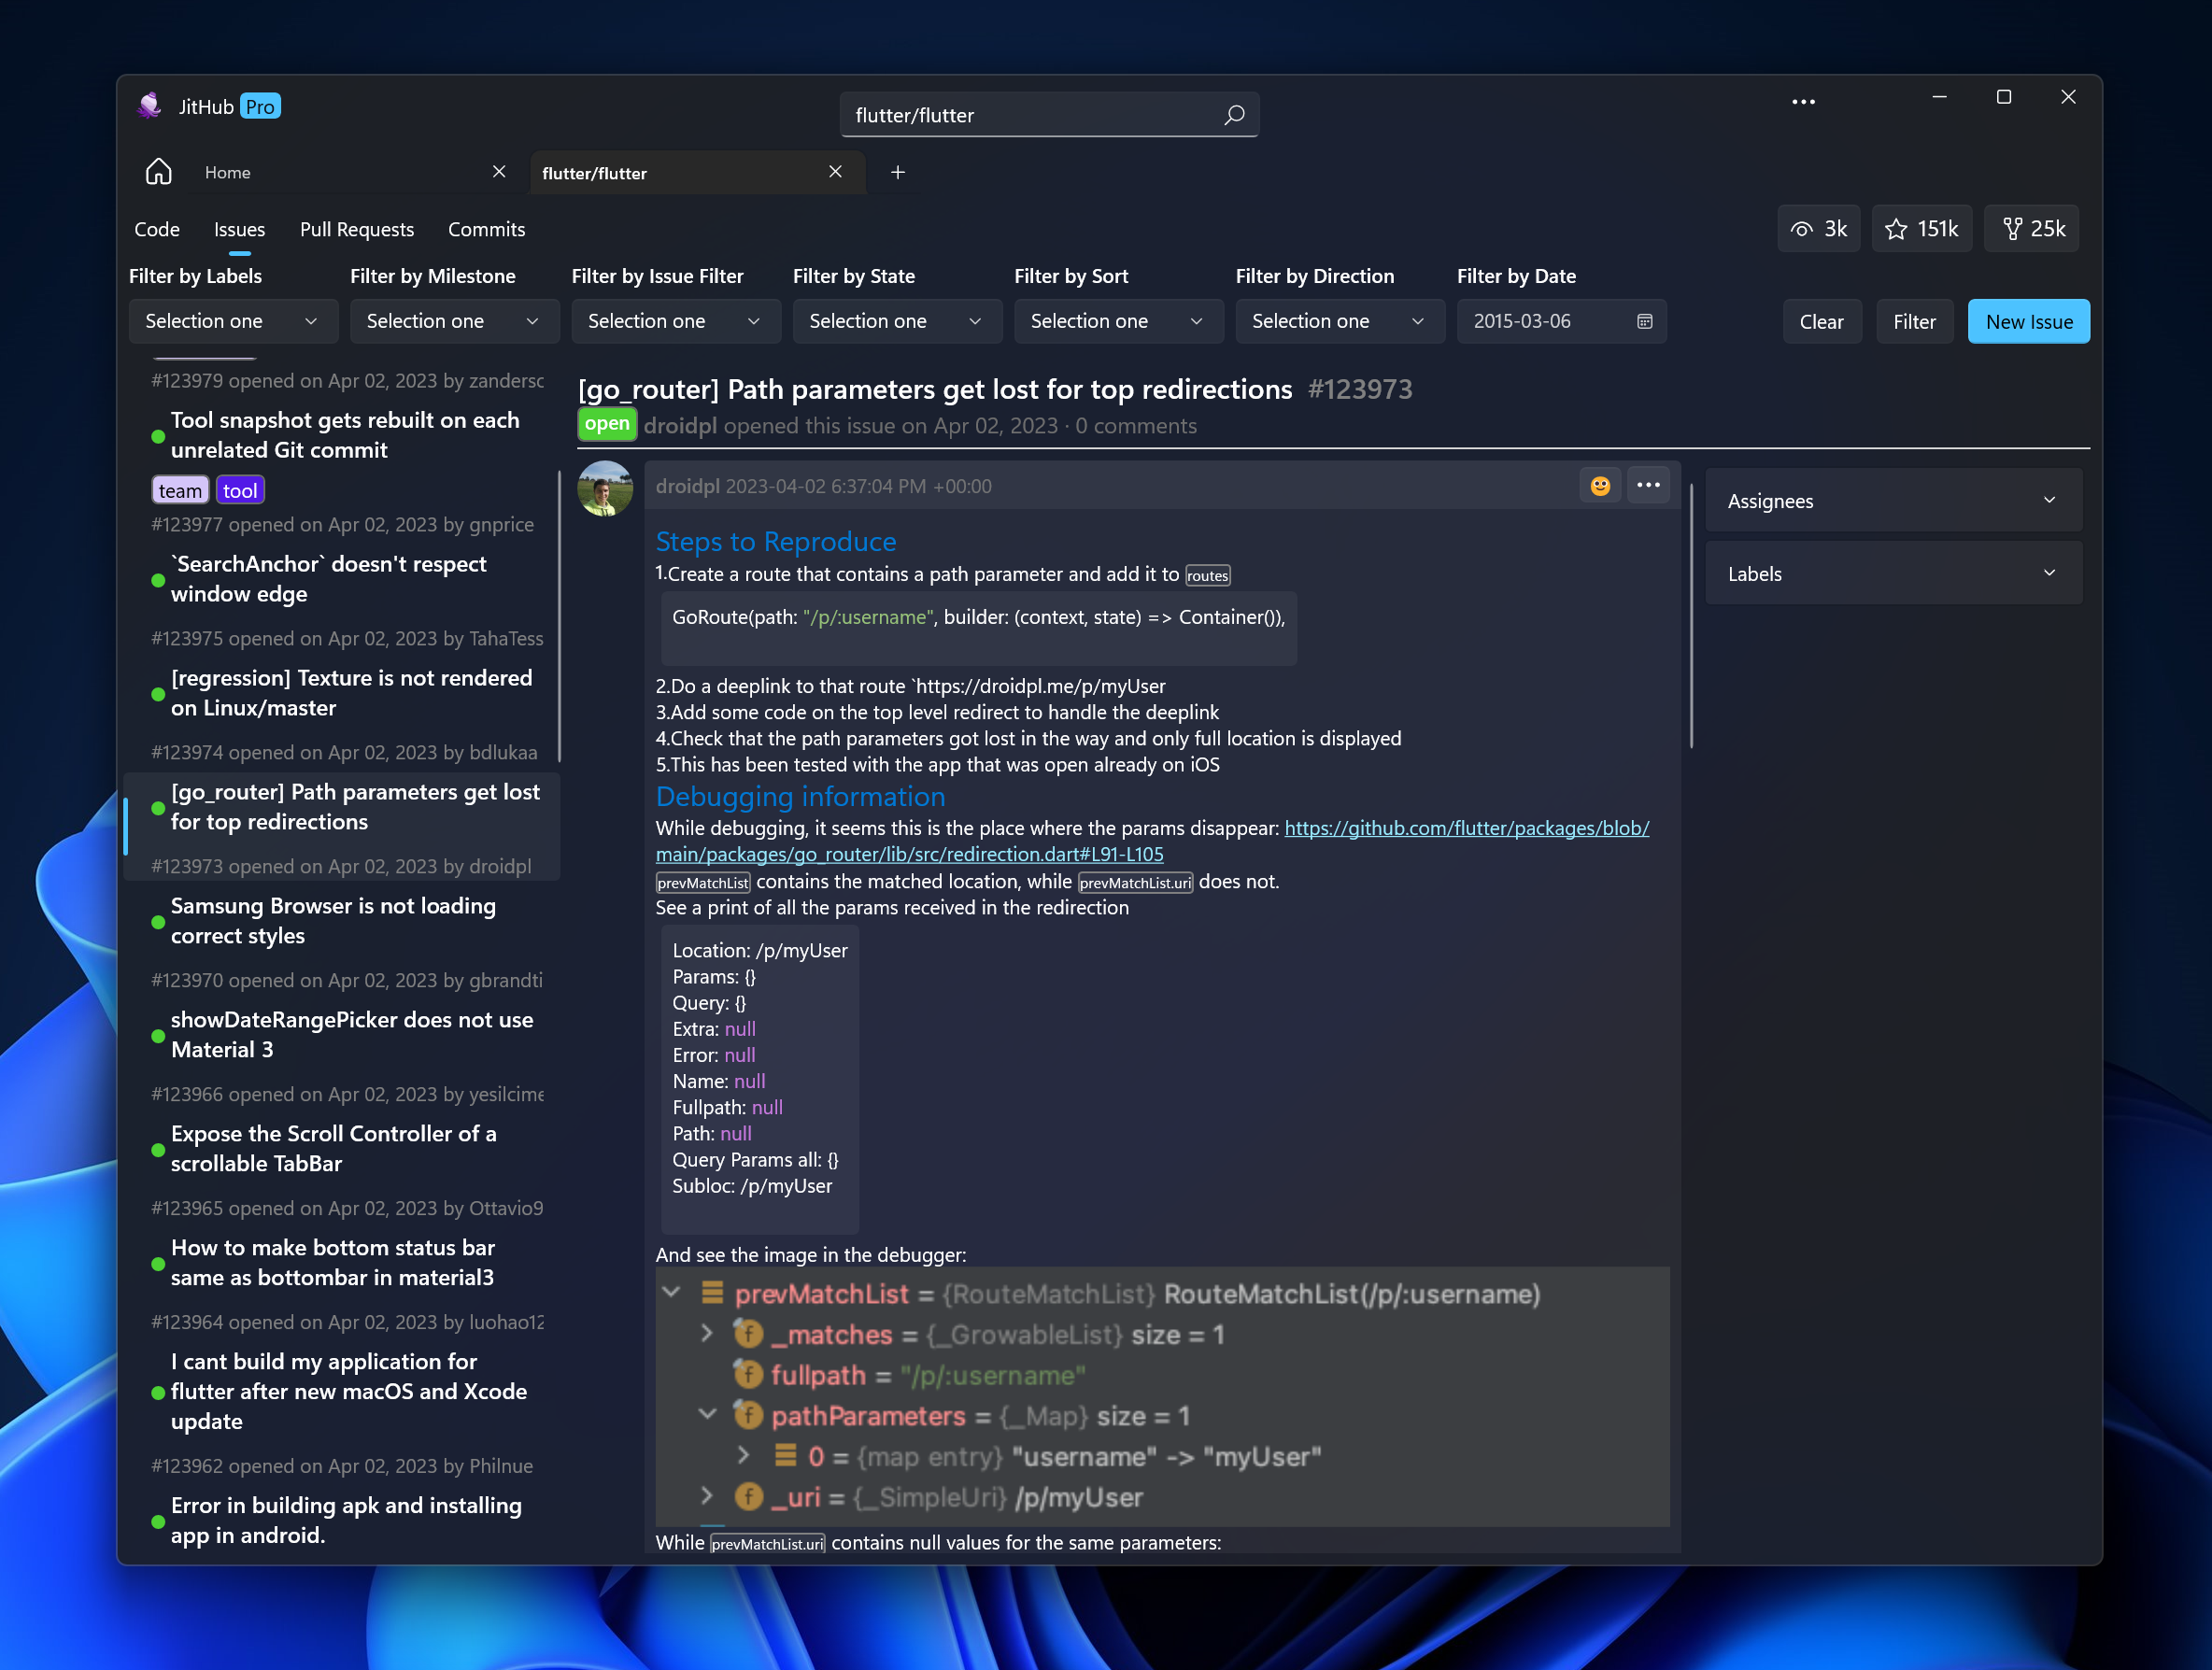 JitHub Pro
flutter/flutter
Home
flutter/flutter
Code Issues Pull Requests Commits
3k 151k 25k
Filter by Labels Filter by Milestone Filter by Issue Filter Filter by State Filter by Sort Filter by Direction Filter by Date
Selection one Selection one Selection one Selection one Selection one Selection one 2015-03-06 Clear Filter New Issue
#123979 opened on Apr 02, 2023 by zandersc
Tool snapshot gets rebuilt on each
unrelated Git commit
team tool
#123977 opened on Apr 02, 2023 by gnprice
`SearchAnchor` doesn't respect
window edge
#123975 opened on Apr 02, 2023 by TahaTess
[regression] Texture is not rendered
on Linux/master
#123974 opened on Apr 02, 2023 by bdlukaa
[go_router] Path parameters get lost
for top redirections
#123973 opened on Apr 02, 2023 by droidpl
Samsung Browser is not loading
correct styles
#123970 opened on Apr 02, 2023 by gbrandti
showDateRangePicker does not use
Material 3
#123966 opened on Apr 02, 2023 by yesilcime
Expose the Scroll Controller of a
scrollable TabBar
#123965 opened on Apr 02, 2023 by Ottavio9
How to make bottom status bar
same as bottombar in material3
#123964 opened on Apr 02, 2023 by luohao12
I cant build my application for
flutter after new macOS and Xcode
update
#123962 opened on Apr 02, 2023 by Philnue
Error in building apk and installing
app in android.
[go_router] Path parameters get lost for top redirections #123973
open droidpl opened this issue on Apr 02, 2023 · 0 comments
droidpl 2023-04-02 6:37:04 PM +00:00
Steps to Reproduce
1.Create a route that contains a path parameter and add it to routes
GoRoute(path: "/p/:username", builder: (context, state) => Container()),
2.Do a deeplink to that route `https://droidpl.me/p/myUser
3.Add some code on the top level redirect to handle the deeplink
4.Check that the path parameters got lost in the way and only full location is displayed
5.This has been tested with the app that was open already on iOS
Debugging information
While debugging, it seems this is the place where the params disappear: https://github.com/flutter/packages/blob/
main/packages/go_router/lib/src/redirection.dart#L91-L105
prevMatchList contains the matched location, while prevMatchList.uri does not.
See a print of all the params received in the redirection
Location: /p/myUser
Params: {}
Query: {}
Extra: null
Error: null
Name: null
Fullpath: null
Path: null
Query Params all: {}
Subloc: /p/myUser
And see the image in the debugger:
prevMatchList = {RouteMatchList} RouteMatchList(/p/:username)
f _matches = {_GrowableList} size = 1
f fullpath = "/p/:username"
f pathParameters = {_Map} size = 1
0 = {map entry} "username" -> "myUser"
f _uri = {_SimpleUri} /p/myUser
While prevMatchList.uri contains null values for the same parameters:
Assignees
Labels